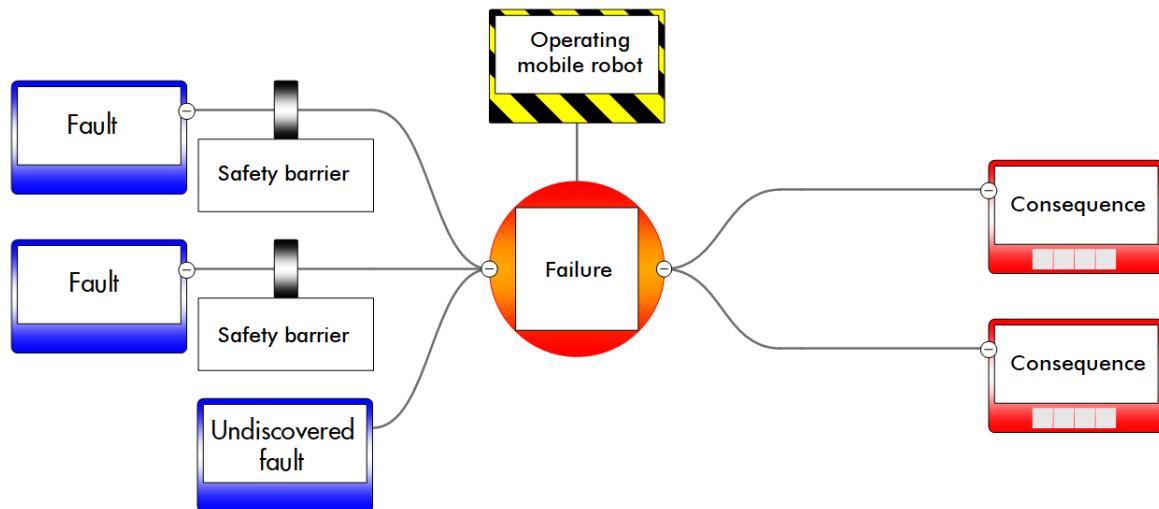 Operating
mobile robot
Fault
Safety barrier
Fault
Safety barrier
Undiscovered
fault
Failure
Consequence
Consequence